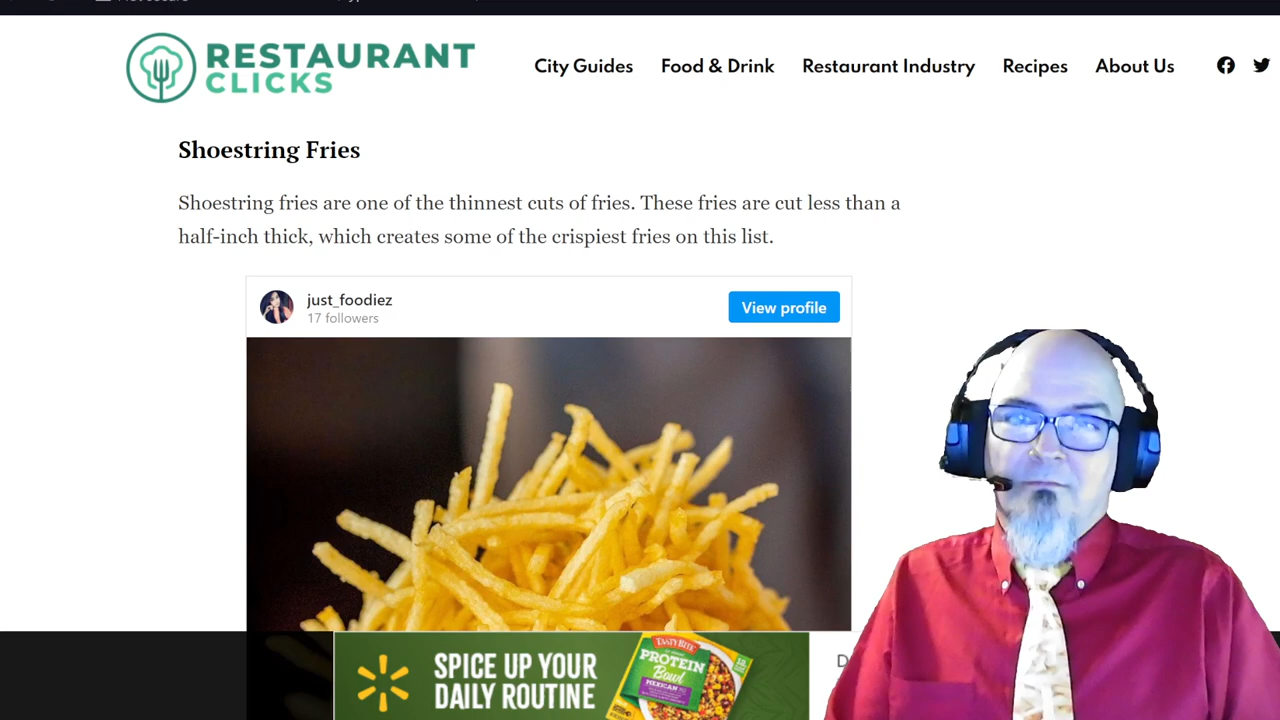 RESTAURANT
CLICKS
City Guides
Food & Drink
Restaurant Industry
Recipes
About Us
Shoestring Fries
Shoestring fries are one of the thinnest cuts of fries. These fries are cut less than a
half-inch thick, which creates some of the crispiest fries on this list.
just_foodiez
17 followers
View profile
SPICE UP YOUR
DAILY ROUTINE
TASTY BITE
PROTEIN
Bowl
MEXICAN